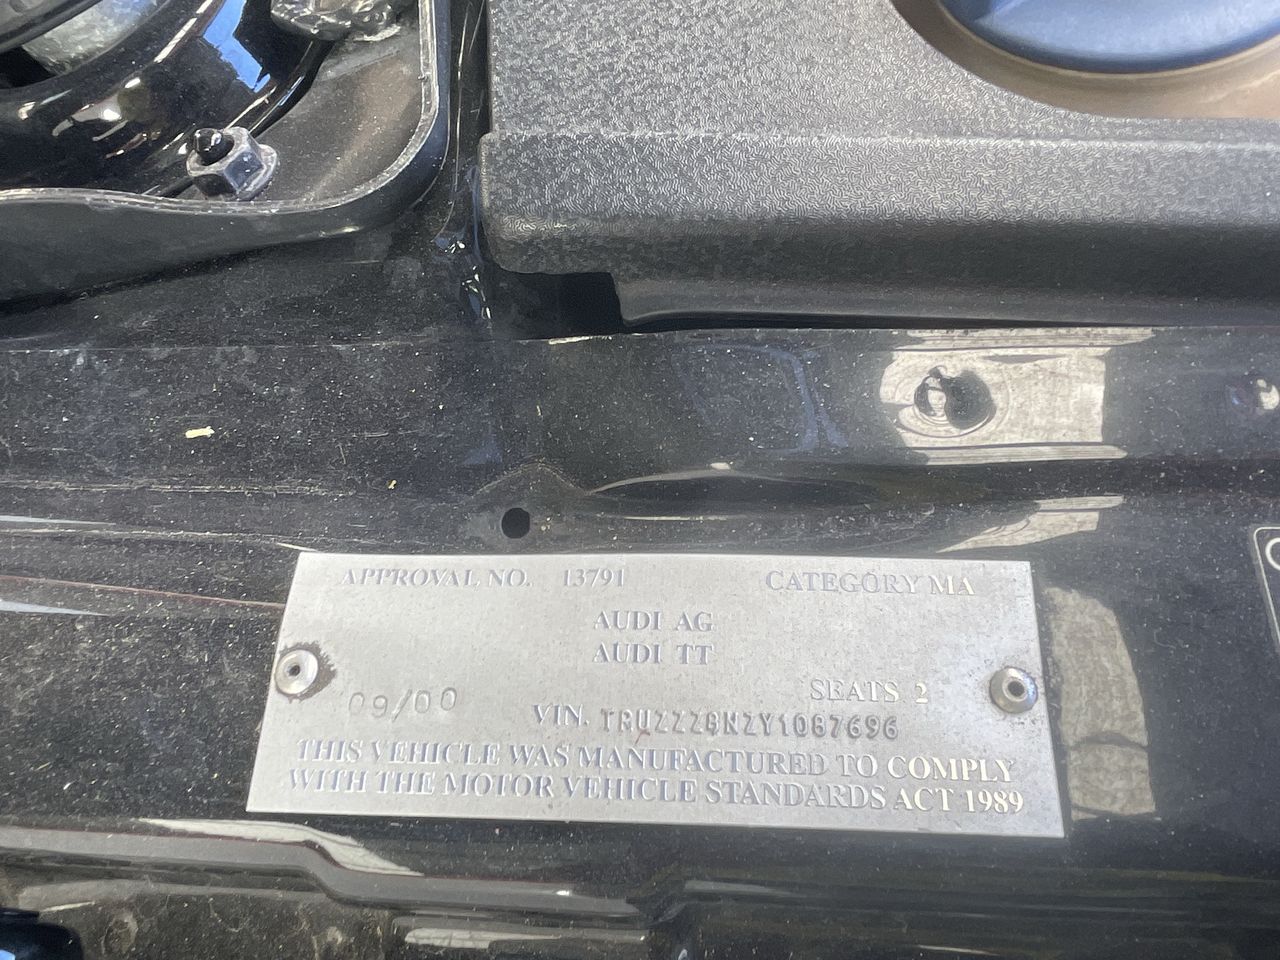 APPROVAL NO. 13791 CATEGORY MA
AUDI AG
AUDI TT
SEATS 2
09/00
VIN. TRUZZZ8NZY1087696
THIS VEHICLE WAS MANUFACTURED TO COMPLY
WITH THE MOTOR VEHICLE STANDARDS ACT 1989